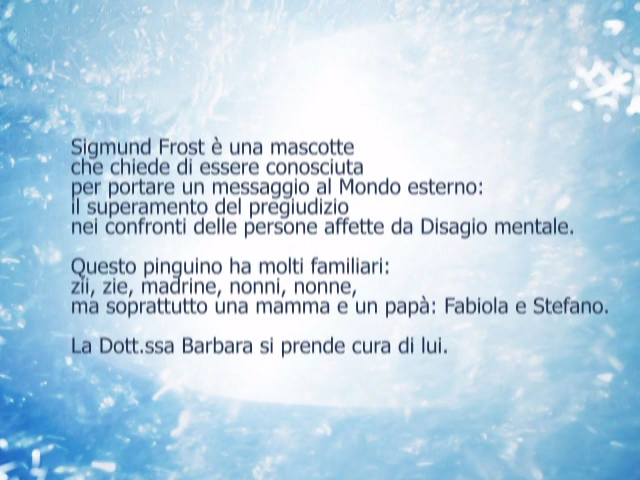 Sigmund Frost è una mascotte
che chiede di essere conosciuta
per portare un messaggio al Mondo esterno:
il superamento del pregiudizio
nei confronti delle persone affette da Disagio mentale.
Questo pinguino ha molti familiari:
zii, zie, madrine, nonni, nonne,
ma soprattutto una mamma e un papà: Fabiola e Stefano.
La Dott.ssa Barbara si prende cura di lui.